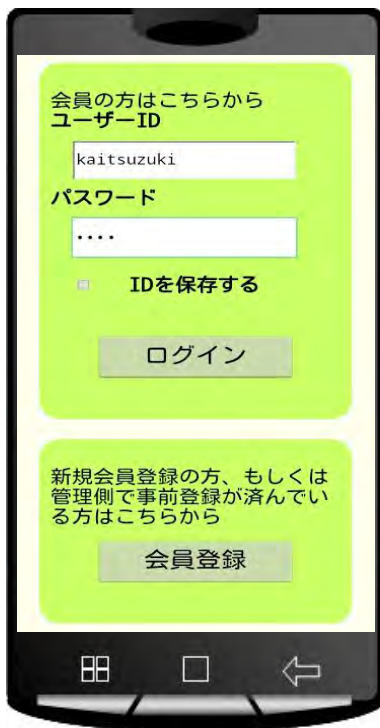 会員の方はこちらから
ユーザーID
kaitsuzuki
パスワード
････
IDを保存する
ログイン
新規会員登録の方、もしくは
管理側で事前登録が済んでい
る方はこちらから
会員登録